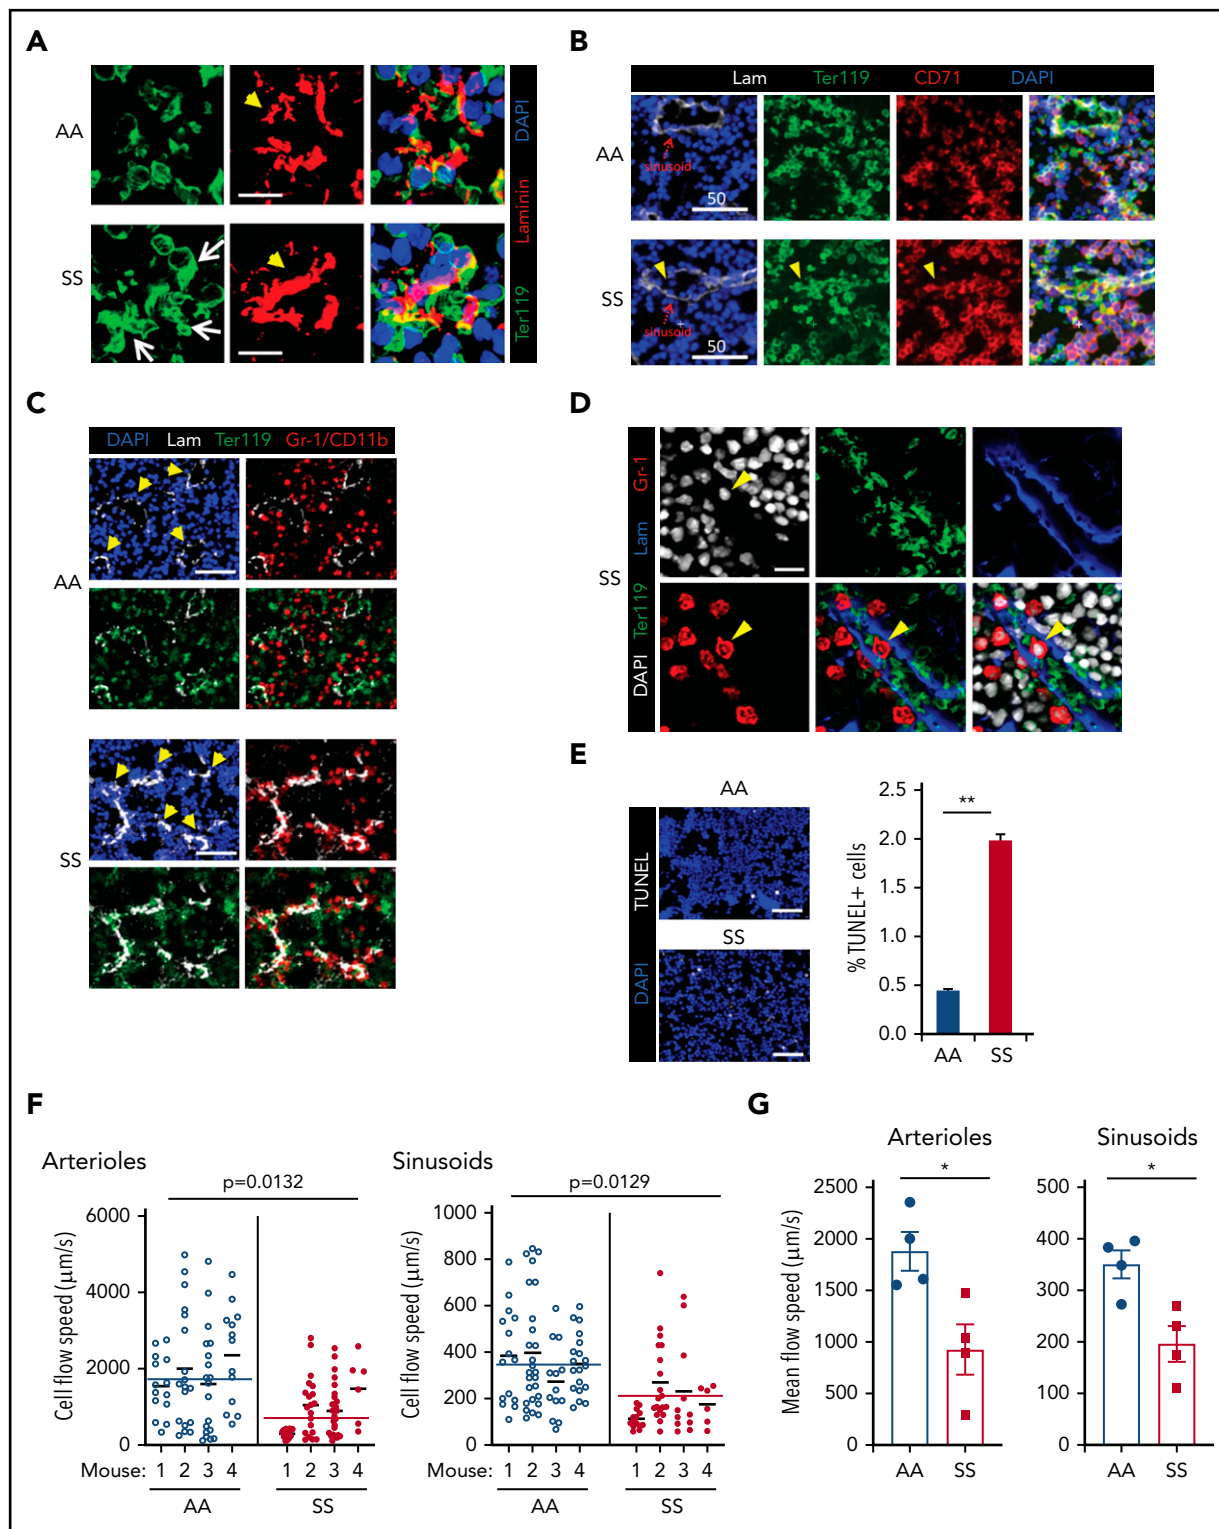 A
AA
SS
Ter119 Laminin DAPI
B
Lam Ter119 CD71 DAPI
AA
sinusoid
50
SS
sinusoid
50
C
DAPI Lam Ter119 Gr-1/CD11b
AA
SS
D
SS
DAPI Ter119 Lam Gr-1
E
AA
SS
DAPI TUNEL
% TUNEL+ cells
2.5
2.0
1.5
1.0
0.5
0.0
**
AA SS
F
Arterioles
p=0.0132
Cell flow speed (μm/s)
6000
4000
2000
0
Mouse: 1 2 3 4 1 2 3 4
AA SS
Sinusoids
p=0.0129
Cell flow speed (μm/s)
1000
800
600
400
200
0
Mouse: 1 2 3 4 1 2 3 4
AA SS
G
Arterioles
*
Mean flow speed (μm/s)
2500
2000
1500
1000
500
0
AA SS
Sinusoids
*
500
400
300
200
100
0
AA SS